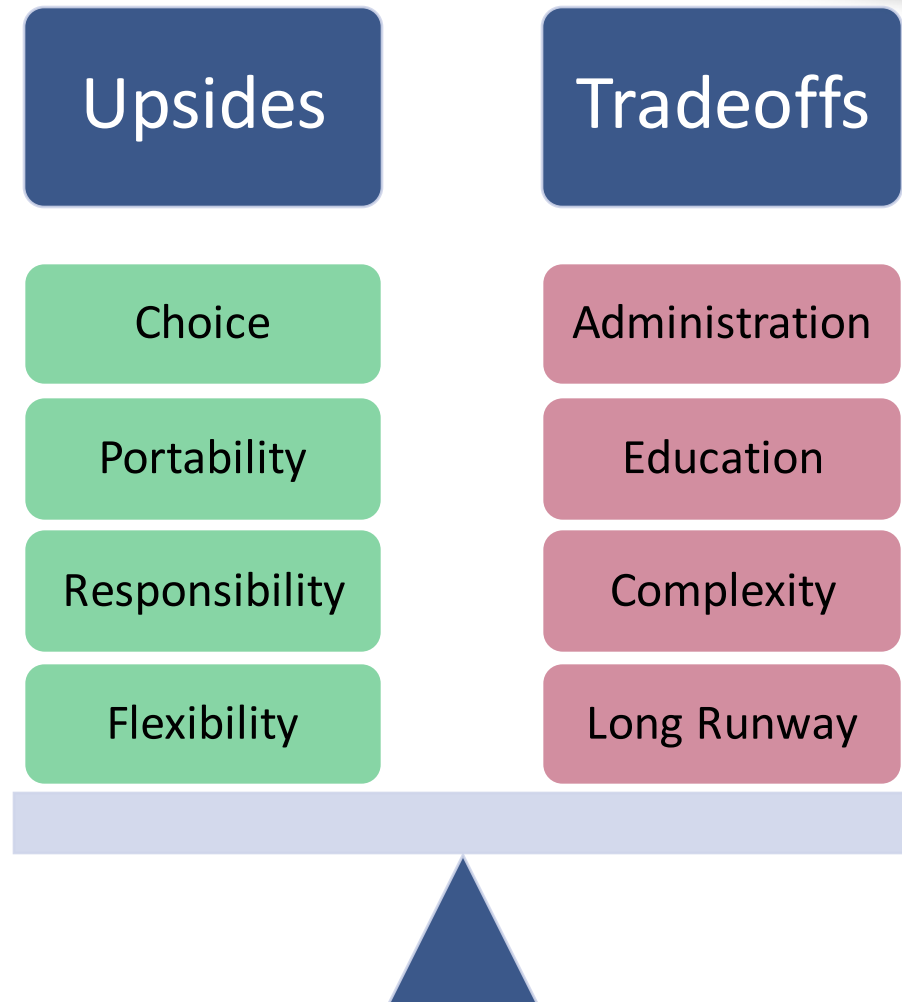 Upsides
Choice
Portability
Responsibility
Flexibility
Tradeoffs
Administration
Education
Complexity
Long Runway